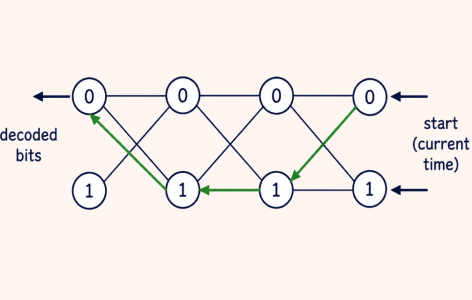 0 0 0 0
decoded
bits
start
(current
time)
1 1 1 1